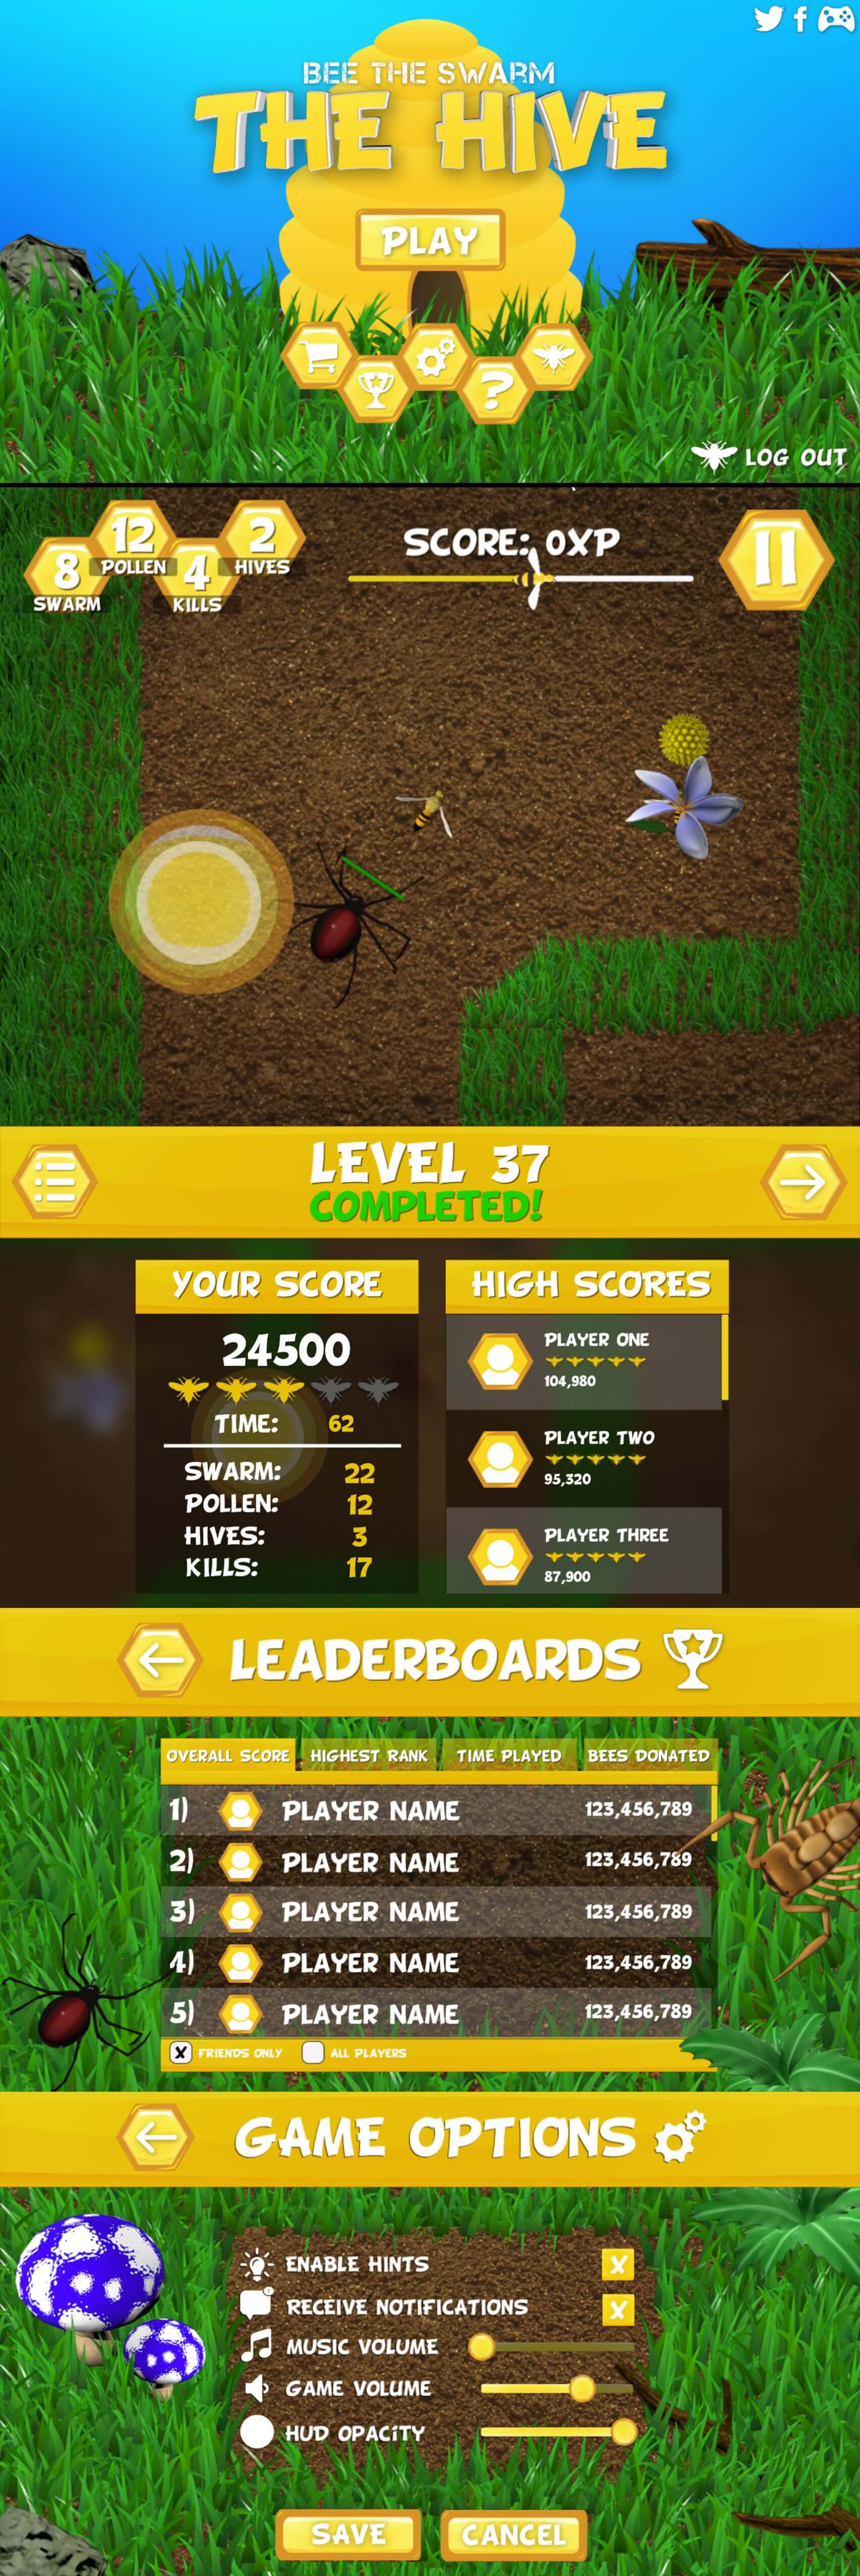 BEE THE SWARM
THE HIVE
PLAY
?
LOG OUT
8
SWARM
12
POLLEN
4
KILLS
2
HIVES
SCORE: 0XP
LEVEL 37
COMPLETED!
YOUR SCORE
24500
TIME: 62
SWARM: 22
POLLEN: 12
HIVES: 3
KILLS: 17
HIGH SCORES
PLAYER ONE
104,980
PLAYER TWO
95,320
PLAYER THREE
87,900
LEADERBOARDS
OVERALL SCORE HIGHEST RANK TIME PLAYED BEES DONATED
1) PLAYER NAME 123,456,789
2) PLAYER NAME 123,456,789
3) PLAYER NAME 123,456,789
4) PLAYER NAME 123,456,789
5) PLAYER NAME 123,456,789
X FRIENDS ONLY ALL PLAYERS
GAME OPTIONS
ENABLE HINTS X
RECEIVE NOTIFICATIONS X
MUSIC VOLUME
GAME VOLUME
HUD OPACITY
SAVE CANCEL